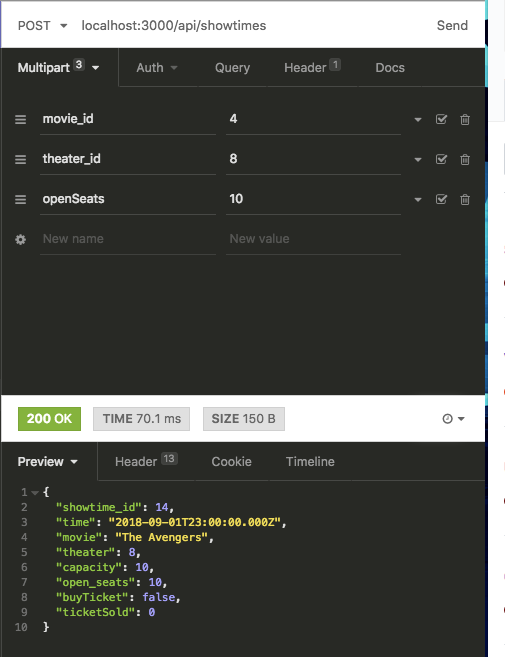 POST localhost:3000/api/showtimes Send
Multipart 3 Auth Query Header 1 Docs
movie_id 4
theater_id 8
openSeats 10
New name New value
200 OK TIME 70.1 ms SIZE 150 B
Preview Header 13 Cookie Timeline
1 {
2 "showtime_id": 14,
3 "time": "2018-09-01T23:00:00.000Z",
4 "movie": "The Avengers",
5 "theater": 8,
6 "capacity": 10,
7 "open_seats": 10,
8 "buyTicket": false,
9 "ticketSold": 0
10 }